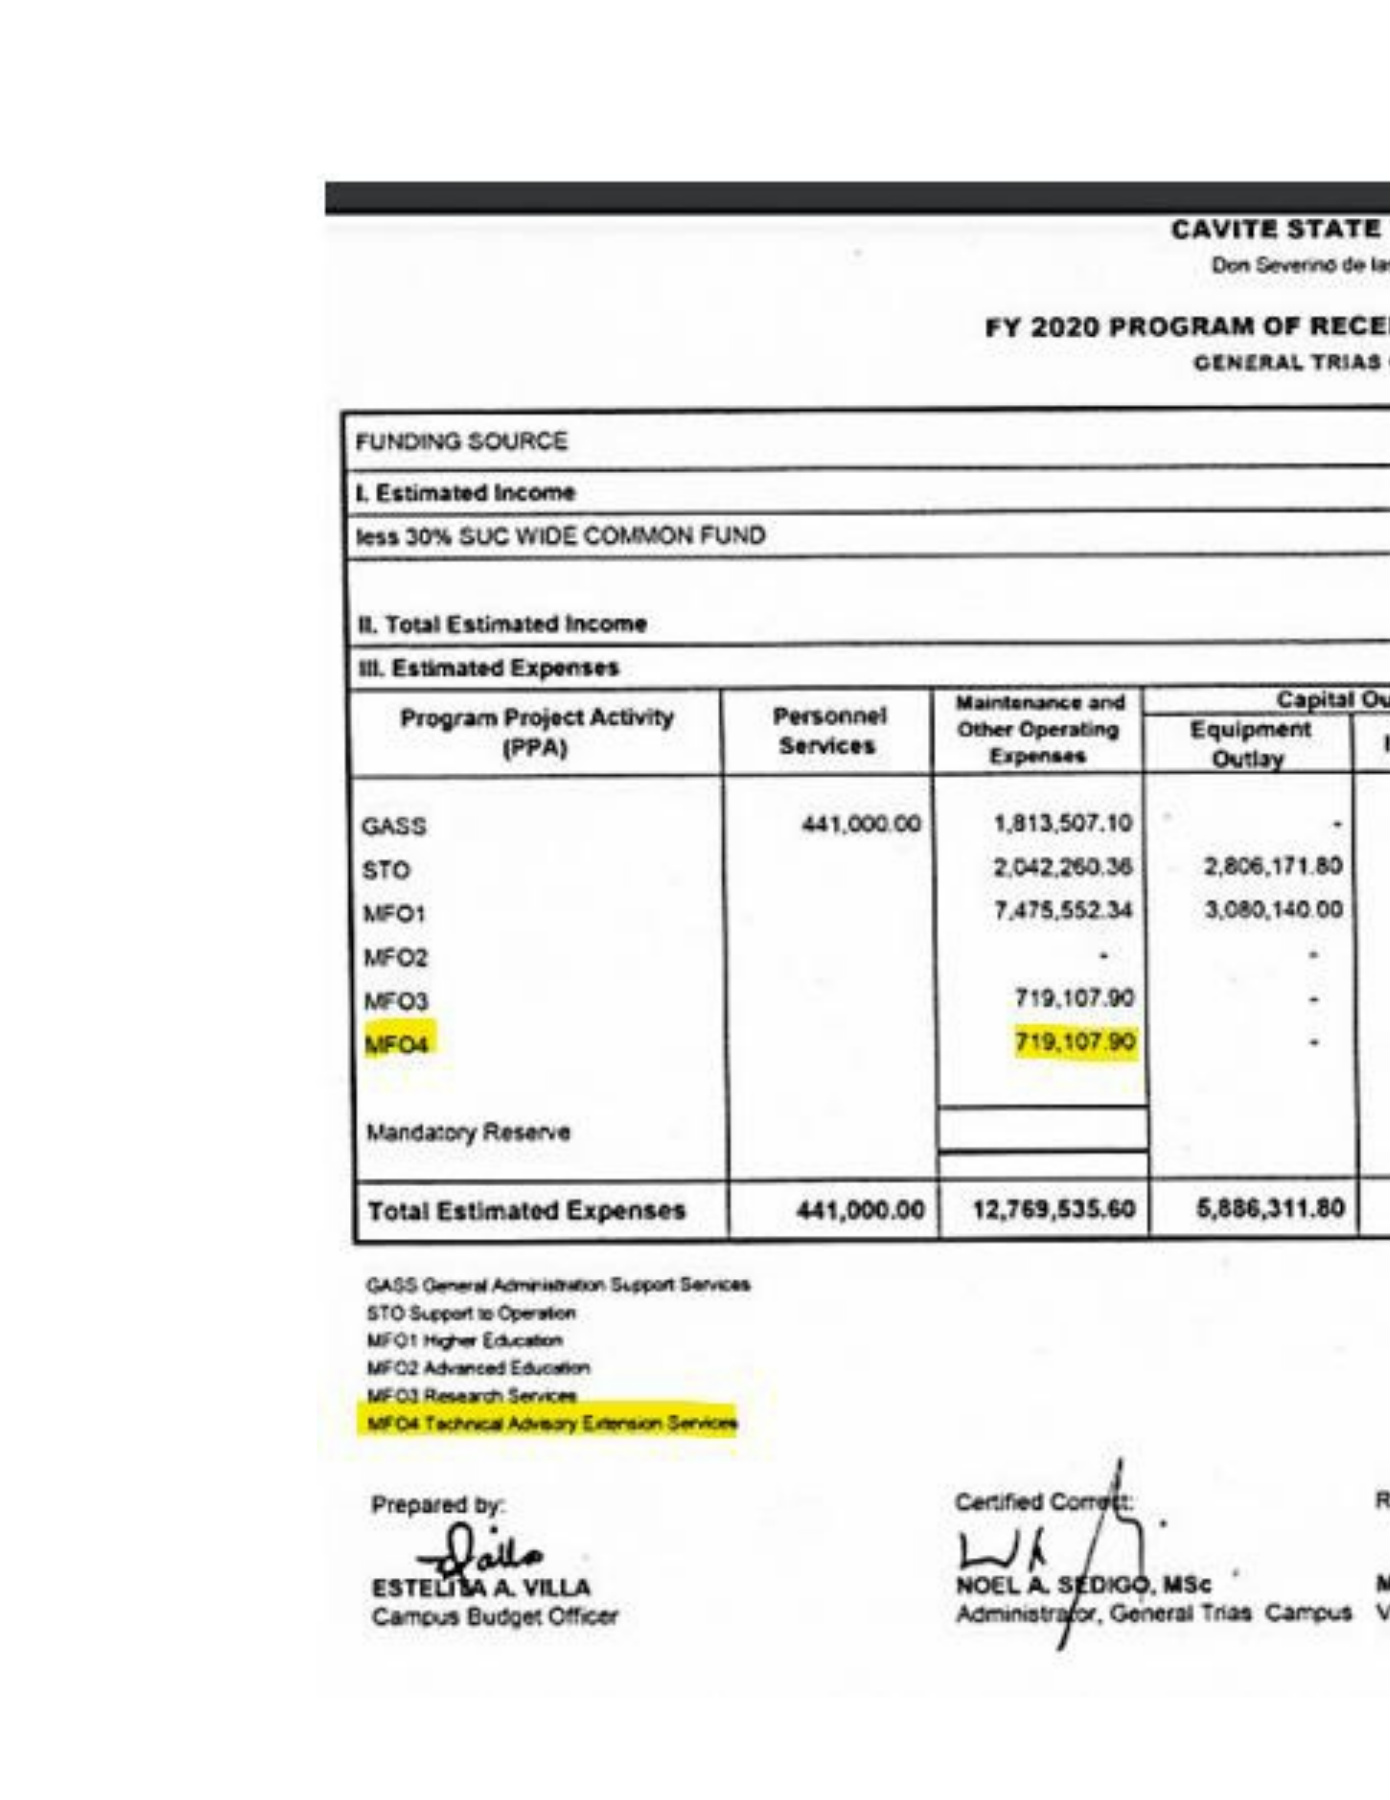 CAVITE STATE
Don Severino de las
FY 2020 PROGRAM OF RECEI
GENERAL TRIAS
FUNDING SOURCE
I. Estimated Income
less 30% SUC WIDE COMMON FUND
II. Total Estimated Income
III. Estimated Expenses
Program Project Activity (PPA)
Personnel Services
Maintenance and Other Operating Expenses
Capital Ou
Equipment Outlay
GASS 441,000.00 1,813,507.10 -
STO 2,042,260.36 2,806,171.80
MFO1 7,475,552.34 3,080,140.00
MFO2 - -
MFO3 719,107.90 -
MFO4 719,107.90 -
Mandatory Reserve
Total Estimated Expenses 441,000.00 12,769,535.60 5,886,311.80
GASS General Administration Support Services
STO Support to Operation
MFO1 Higher Education
MFO2 Advanced Education
MFO3 Research Services
MFO4 Technical Advisory Extension Services
Prepared by:
ESTELITA A. VILLA
Campus Budget Officer
Certified Correct:
NOEL A. SEDIGO, MSc
Administrator, General Trias Campus
R
M
V